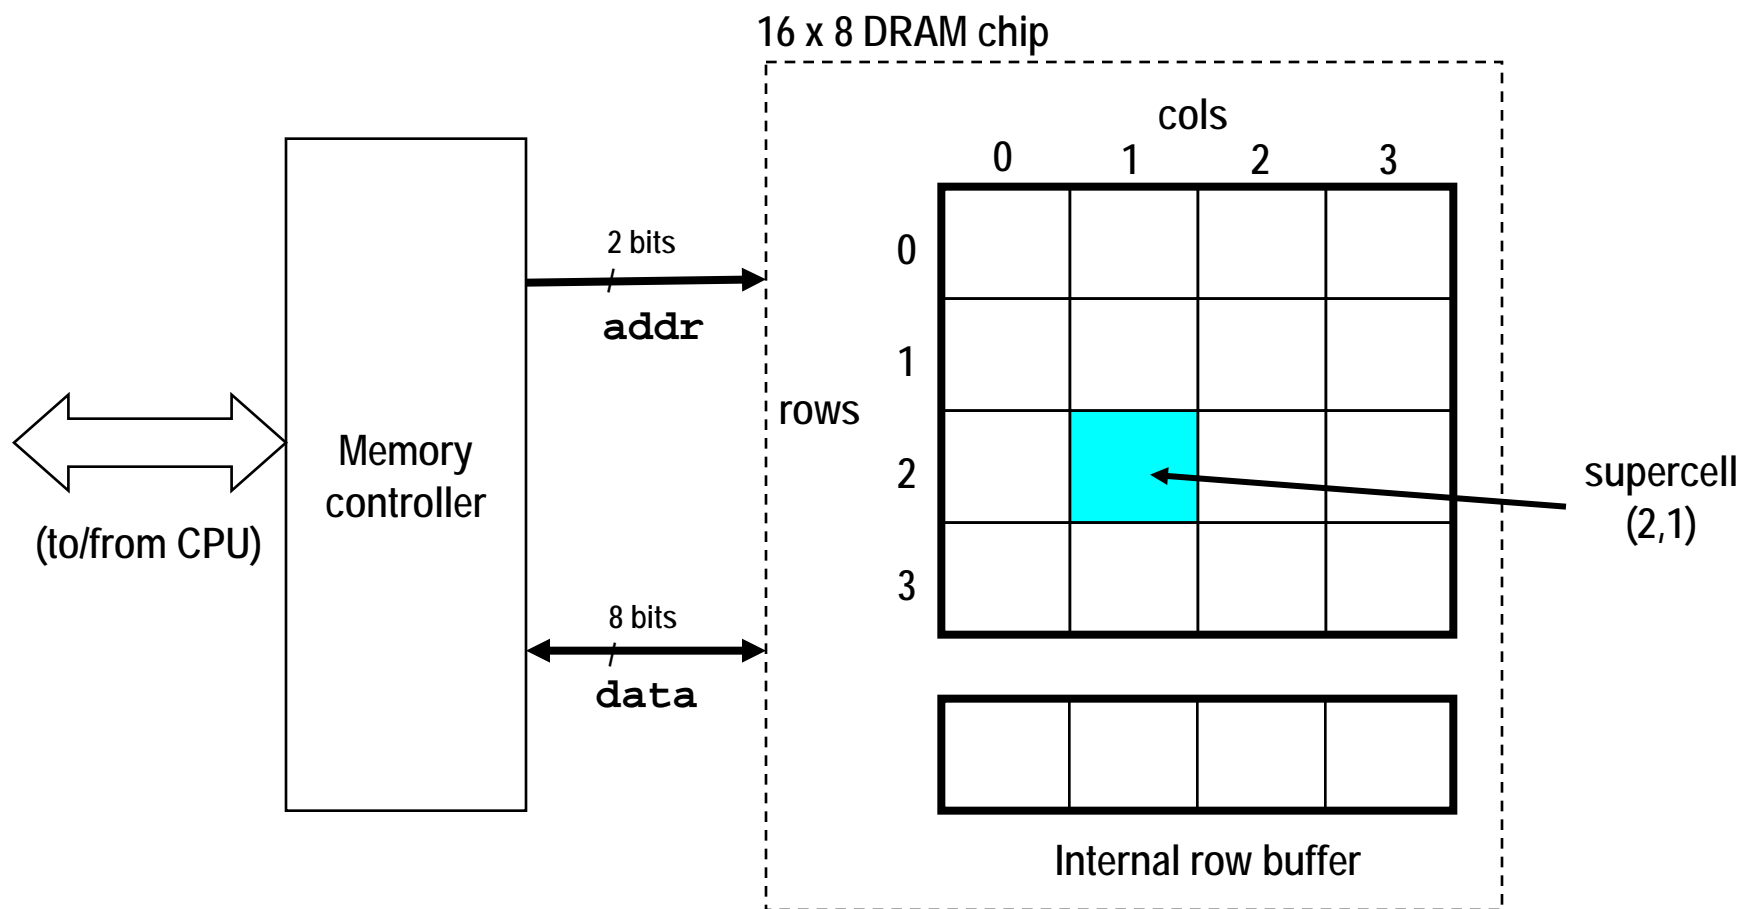 16 x 8 DRAM chip
cols
0 1 2 3
0
2 bits
addr
1
rows
Memory
controller
2
supercell
(2,1)
(to/from CPU)
3
8 bits
data
Internal row buffer